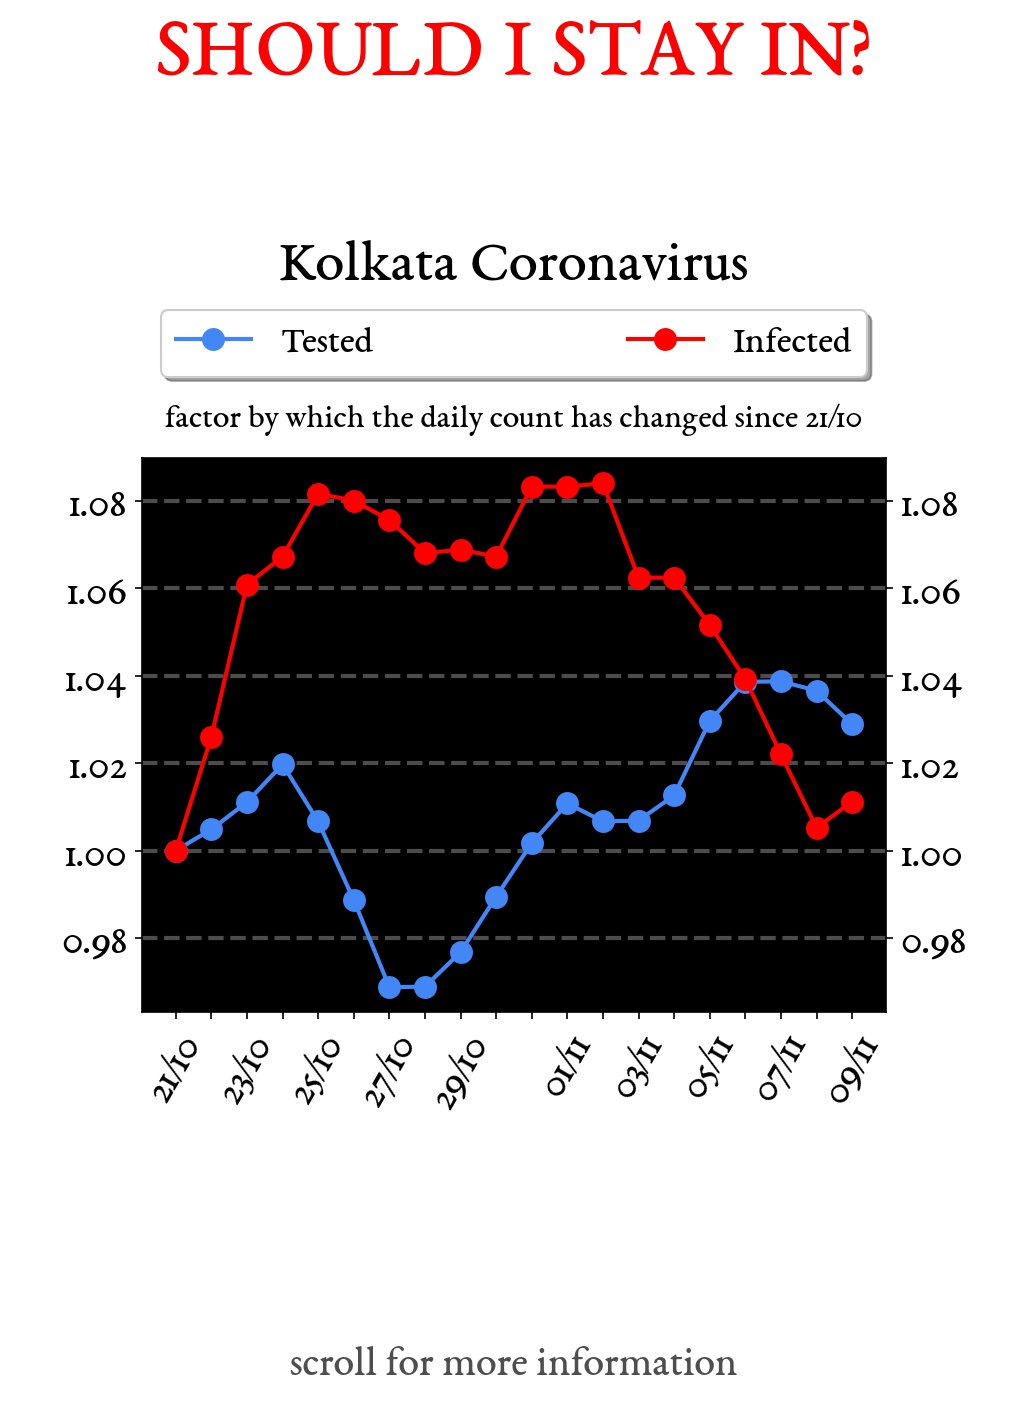 SHOULD I STAY IN?
Kolkata Coronavirus
Tested Infected
factor by which the daily count has changed since 21/10
1.08 1.08
1.06 1.06
1.04 1.04
1.02 1.02
1.00 1.00
0.98 0.98
21/10 23/10 25/10 27/10 29/10 01/11 03/11 05/11 07/11 09/11
scroll for more information